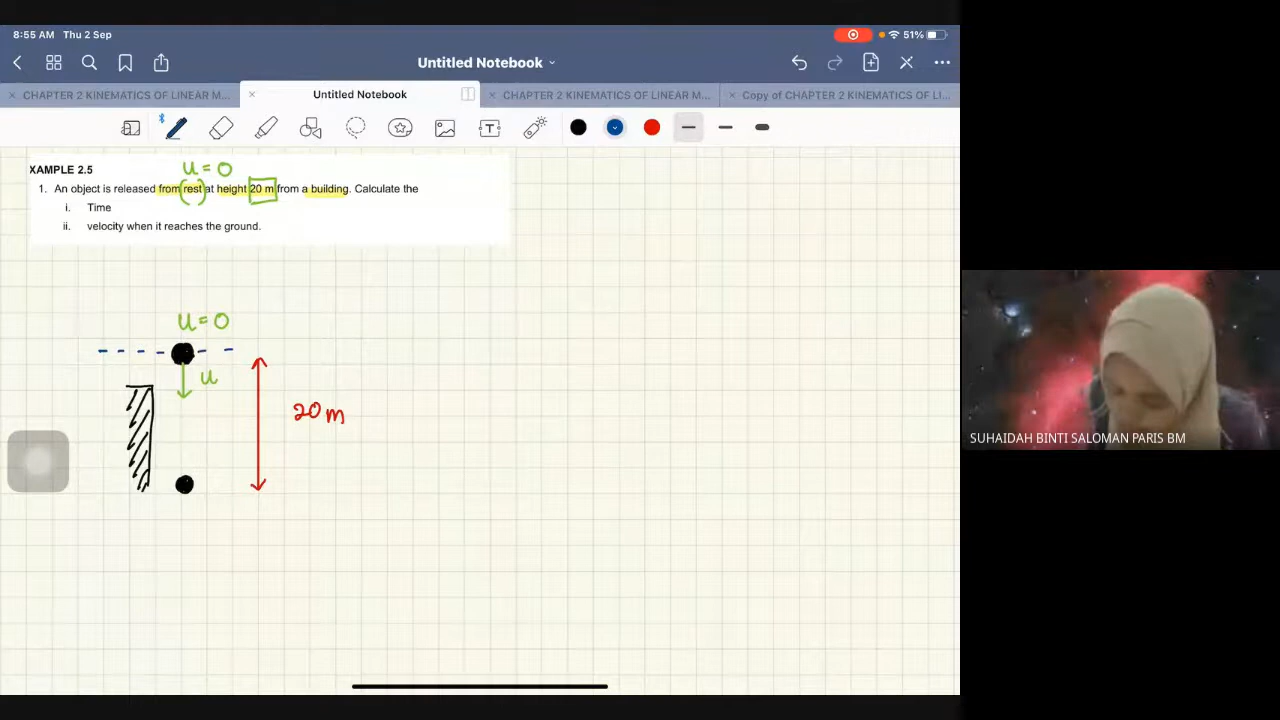 8:55 AM Thu 2 Sep
51%
Untitled Notebook
CHAPTER 2 KINEMATICS OF LINEAR M...
Untitled Notebook
CHAPTER 2 KINEMATICS OF LINEAR M...
Copy of CHAPTER 2 KINEMATICS OF LI...
XAMPLE 2.5
u = 0
1. An object is released from rest at height 20 m from a building. Calculate the
i. Time
ii. velocity when it reaches the ground.
u = 0
u
20 m
SUHAIDAH BINTI SALOMAN PARIS BM